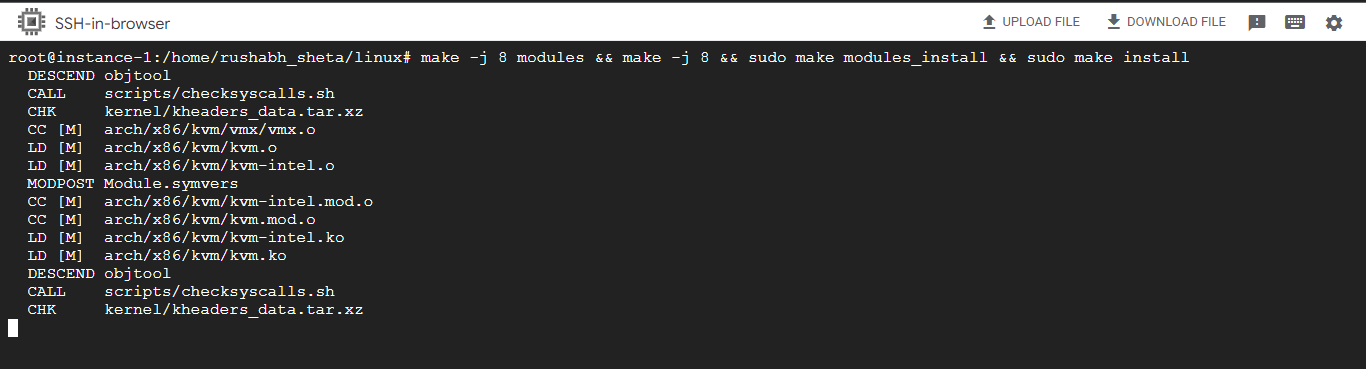 SSH-in-browser
UPLOAD FILE
DOWNLOAD FILE
root@instance-1:/home/rushabh_sheta/linux# make -j 8 modules && make -j 8 && sudo make modules_install && sudo make install
DESCEND objtool
CALL scripts/checksyscalls.sh
CHK kernel/kheaders_data.tar.xz
CC [M] arch/x86/kvm/vmx/vmx.o
LD [M] arch/x86/kvm/kvm.o
LD [M] arch/x86/kvm/kvm-intel.o
MODPOST Module.symvers
CC [M] arch/x86/kvm/kvm-intel.mod.o
CC [M] arch/x86/kvm/kvm.mod.o
LD [M] arch/x86/kvm/kvm-intel.ko
LD [M] arch/x86/kvm/kvm.ko
DESCEND objtool
CALL scripts/checksyscalls.sh
CHK kernel/kheaders_data.tar.xz